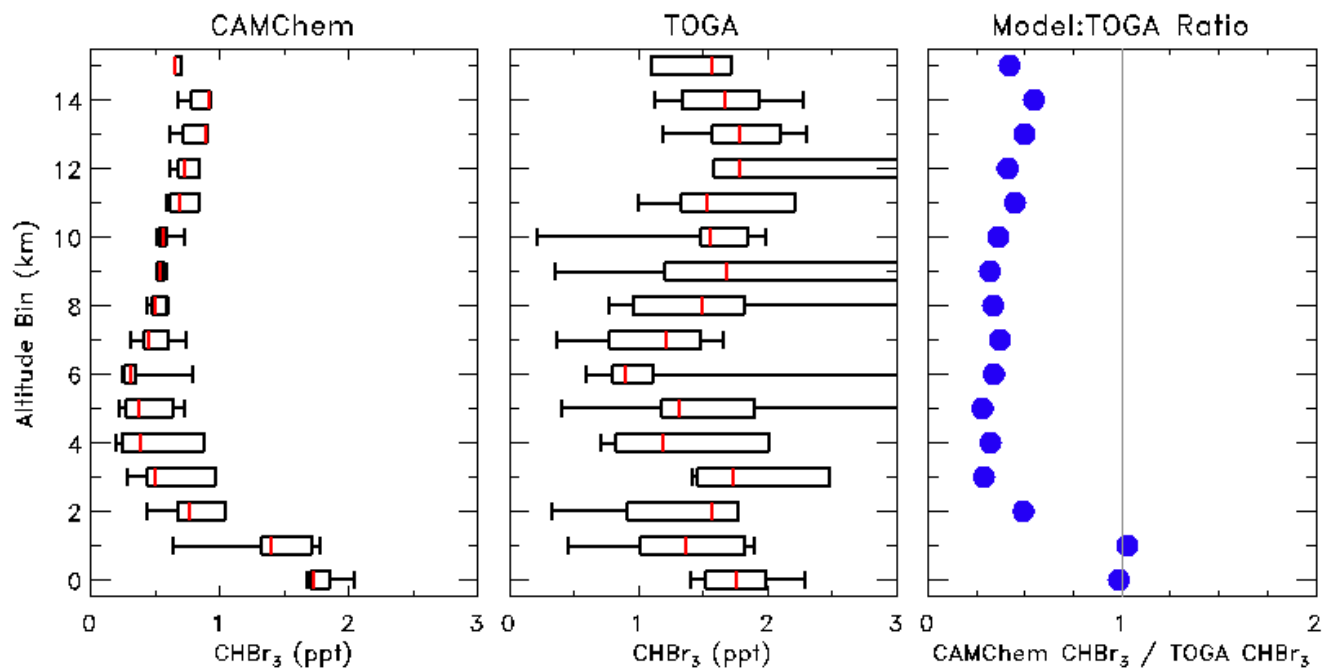 CAMChem
TOGA
Model:TOGA Ratio
Altitude Bin (km)
14
12
10
8
6
4
2
0
0 1 2 3
0 1 2 3
0 1 2
CHBr₃ (ppt)
CHBr₃ (ppt)
CAMChem CHBr₃ / TOGA CHBr₃